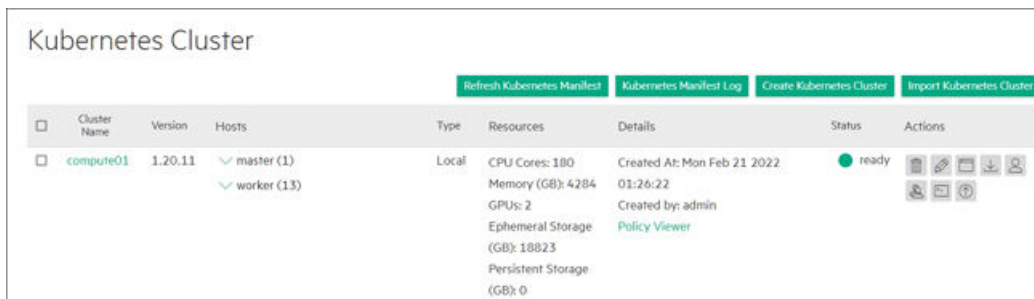 Kubernetes Cluster
Refresh Kubernetes Manifest Kubernetes Manifest Log Create Kubernetes Cluster Import Kubernetes Cluster
Cluster Name Version Hosts Type Resources Details Status Actions
compute01 1.20.11 master (1) Local CPU Cores: 180 Created At: Mon Feb 21 2022 ready
worker (13) Memory (GB): 4284 01:26:22
GPUs: 2 Created by: admin
Ephemeral Storage Policy Viewer
(GB): 18823
Persistent Storage
(GB): 0